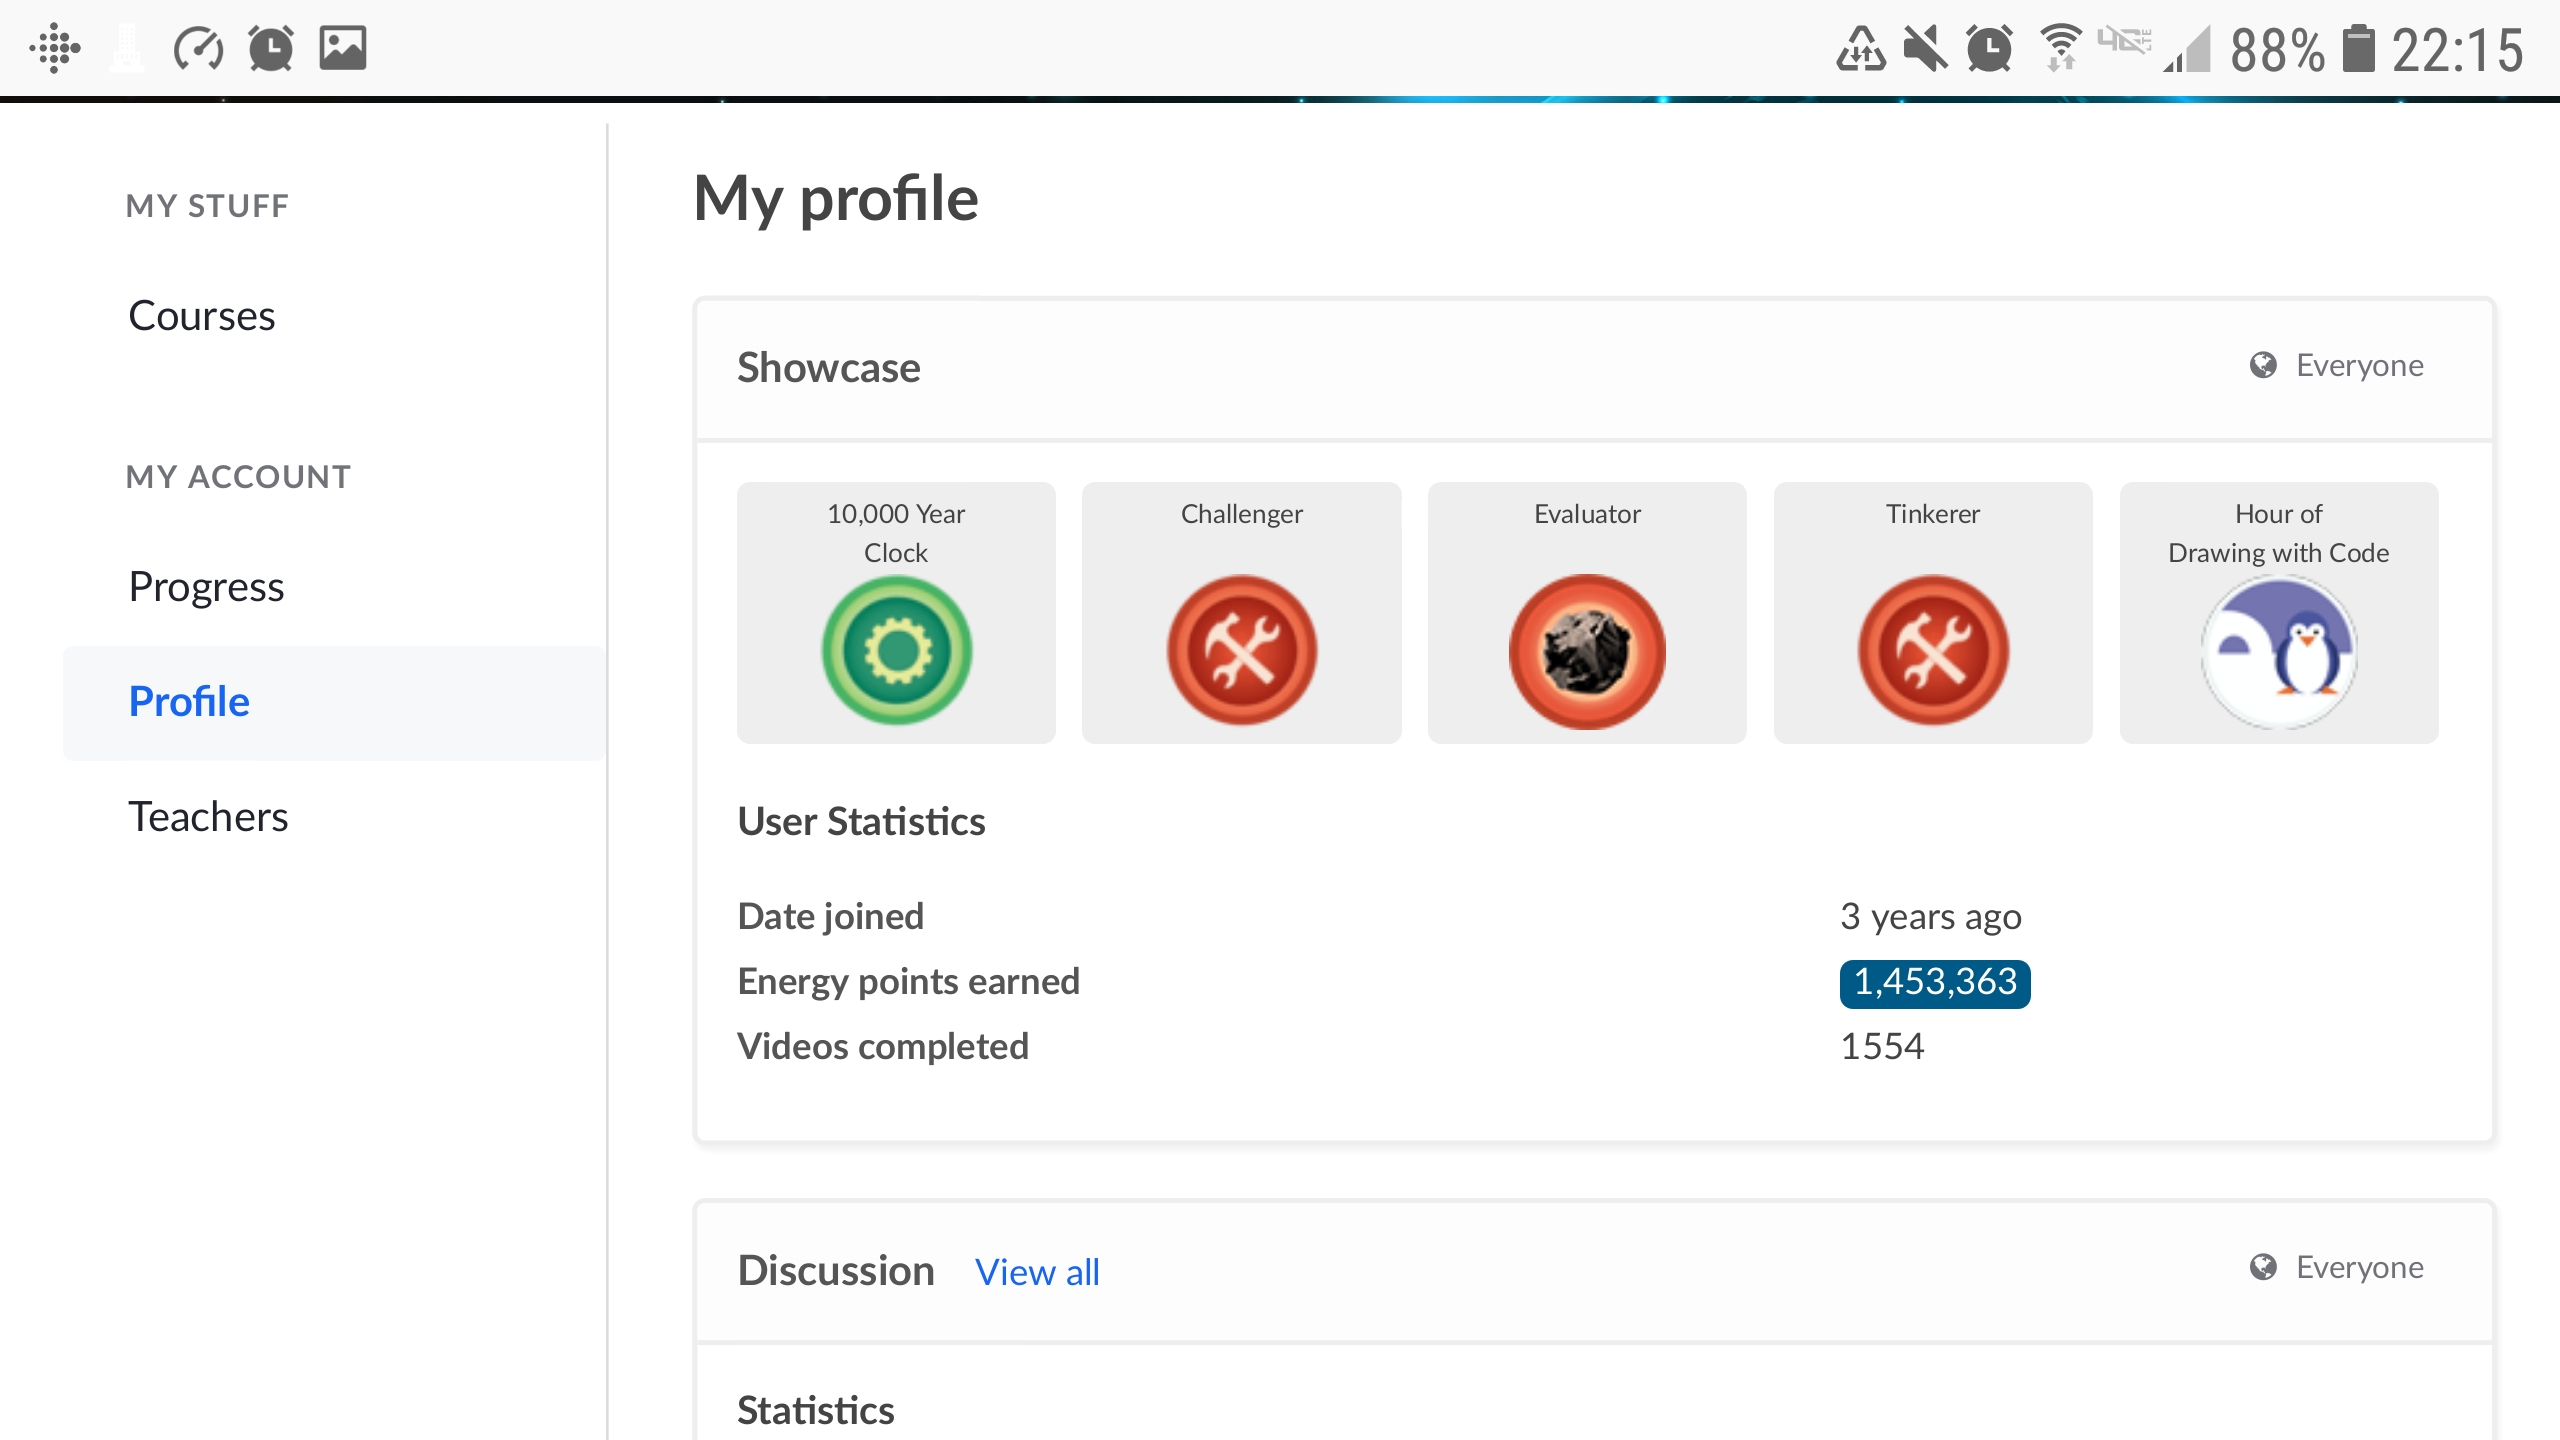 88% 22:15
MY STUFF
Courses
MY ACCOUNT
Progress
Profile
Teachers
My profile
Showcase
Everyone
10,000 Year
Clock
Challenger
Evaluator
Tinkerer
Hour of
Drawing with Code
User Statistics
Date joined 3 years ago
Energy points earned 1,453,363
Videos completed 1554
Discussion View all
Everyone
Statistics